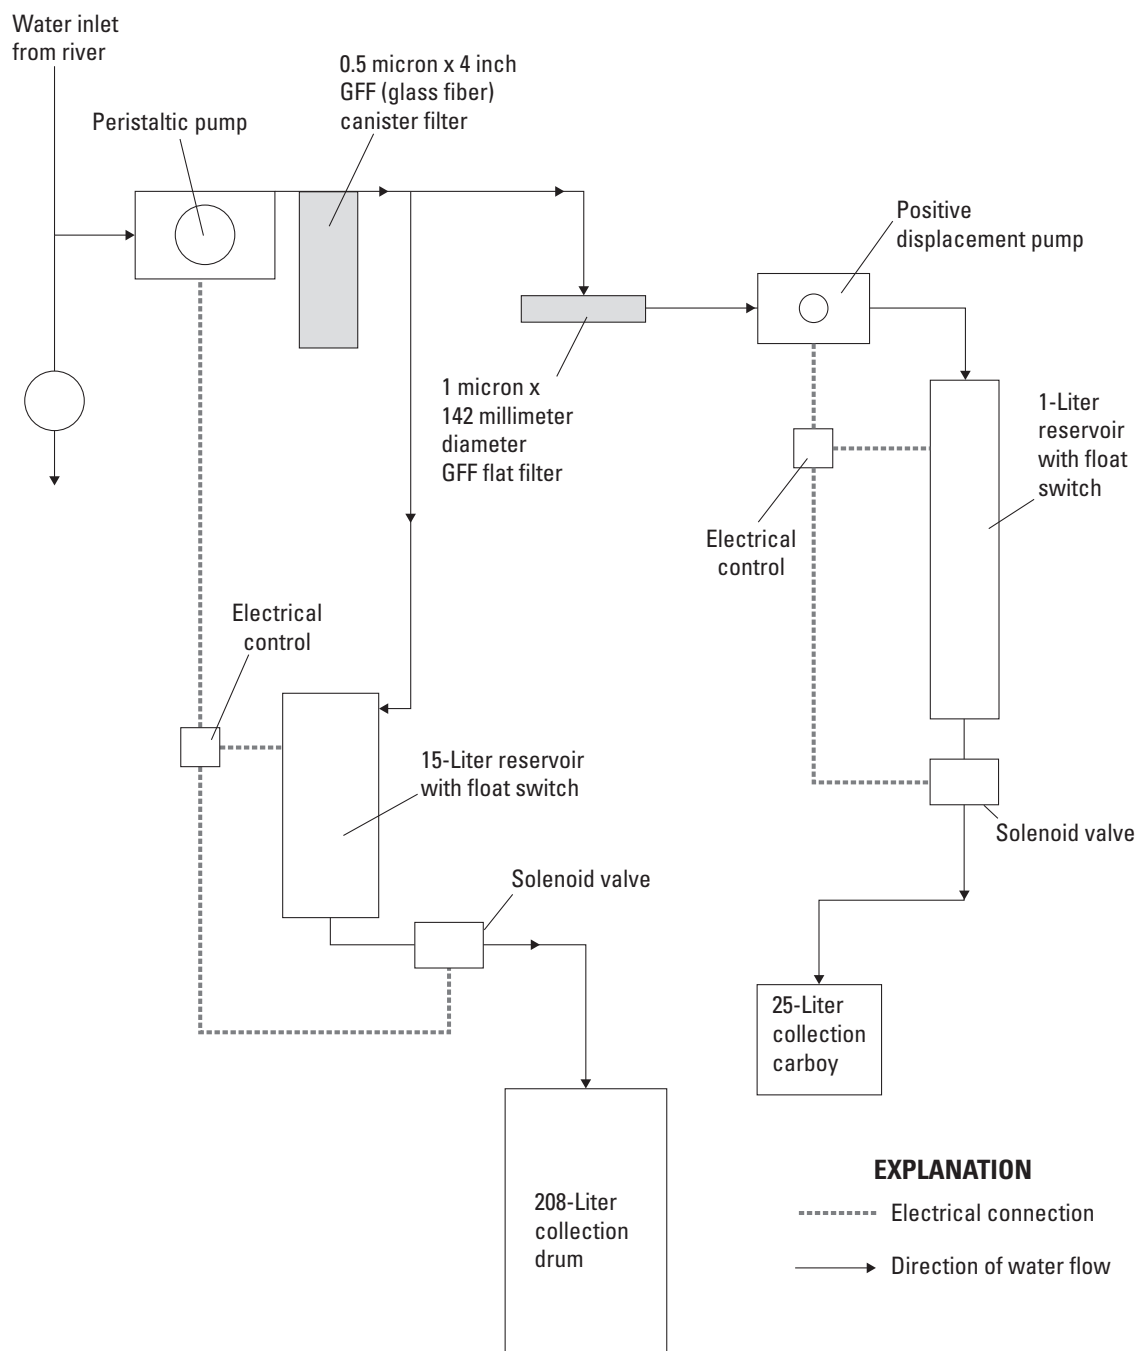 Water inlet
from river
0.5 micron x 4 inch
GFF (glass fiber)
canister filter
Peristaltic pump
Positive
displacement pump
1 micron x
142 millimeter
diameter
GFF flat filter
1-Liter
reservoir
with float
switch
Electrical
control
Electrical
control
15-Liter reservoir
with float switch
Solenoid valve
Solenoid valve
25-Liter
collection
carboy
208-Liter
collection
drum
EXPLANATION
Electrical connection
Direction of water flow